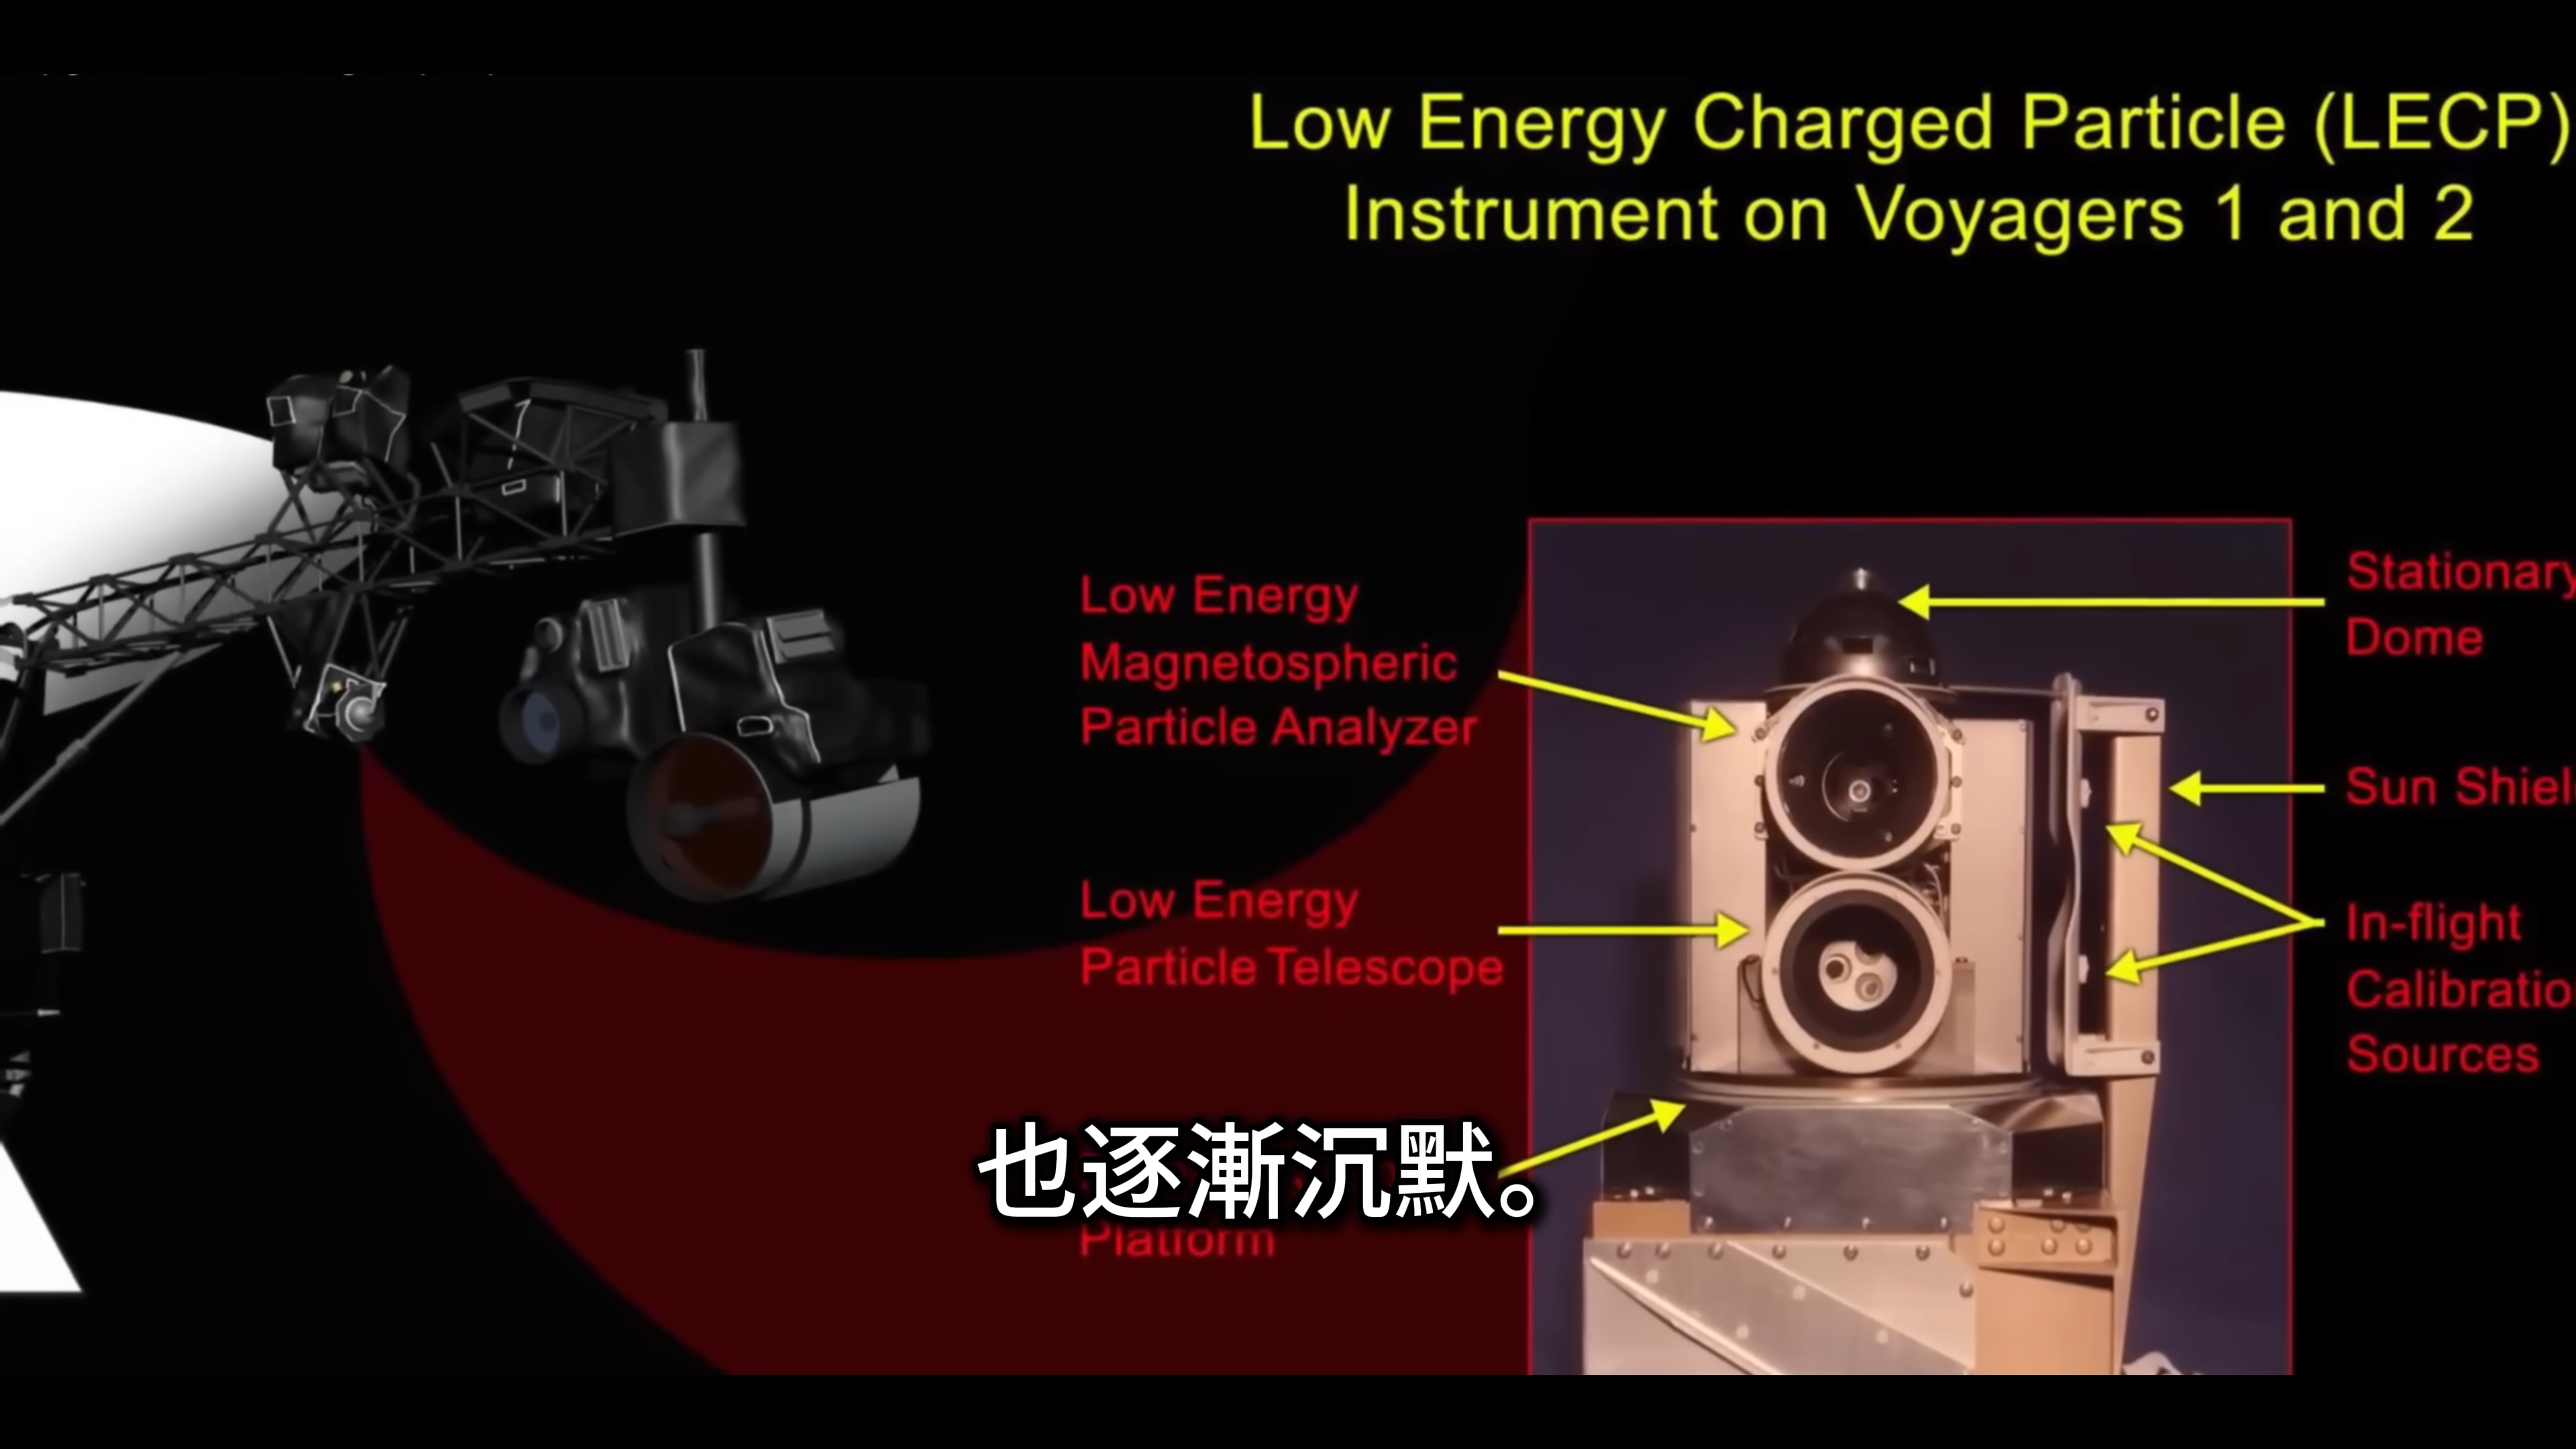 Low Energy Charged Particle (LECP)
Instrument on Voyagers 1 and 2
Low Energy
Magnetospheric
Particle Analyzer
Low Energy
Particle Telescope
Platform
Stationary
Dome
Sun Shiel
In-flight
Calibratio
Sources
也逐漸沉默。